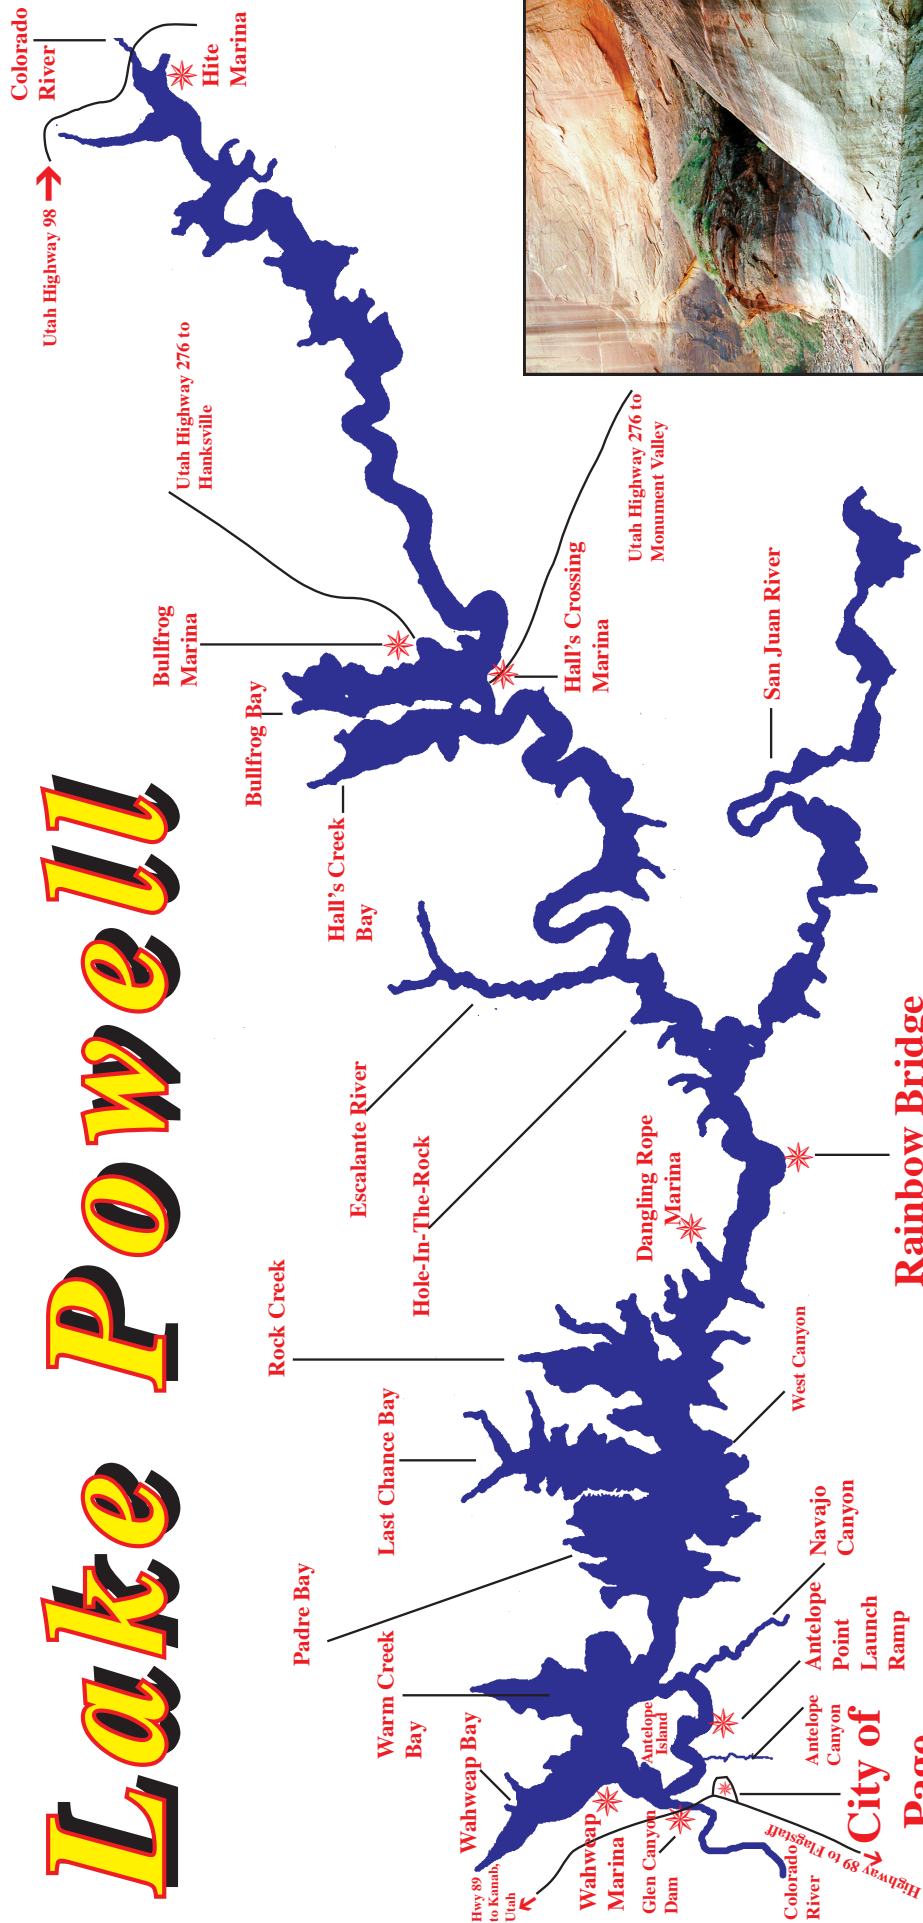 Lake Powell
Colorado
River
Hite
Marina
Utah Highway 98
Utah Highway 276 to
Hanksville
Utah Highway 276 to
Monument Valley
Bullfrog
Marina
Bullfrog Bay
Hall's Crossing
Marina
San Juan River
Hall's Creek
Bay
Escalante River
Hole-In-The-Rock
Dangling Rope
Marina
Rainbow Bridge
Rock Creek
Last Chance Bay
West Canyon
Padre Bay
Navajo
Canyon
Warm Creek
Bay
Antelope
Point
Launch
Ramp
Wahweap Bay
Antelope
Island
Antelope
Canyon
City of
Page
Hwy 89
to Kanab,
Utah
Wahweap
Marina
Glen Canyon
Dam
Highway 89 to Flagstaff
Colorado
River